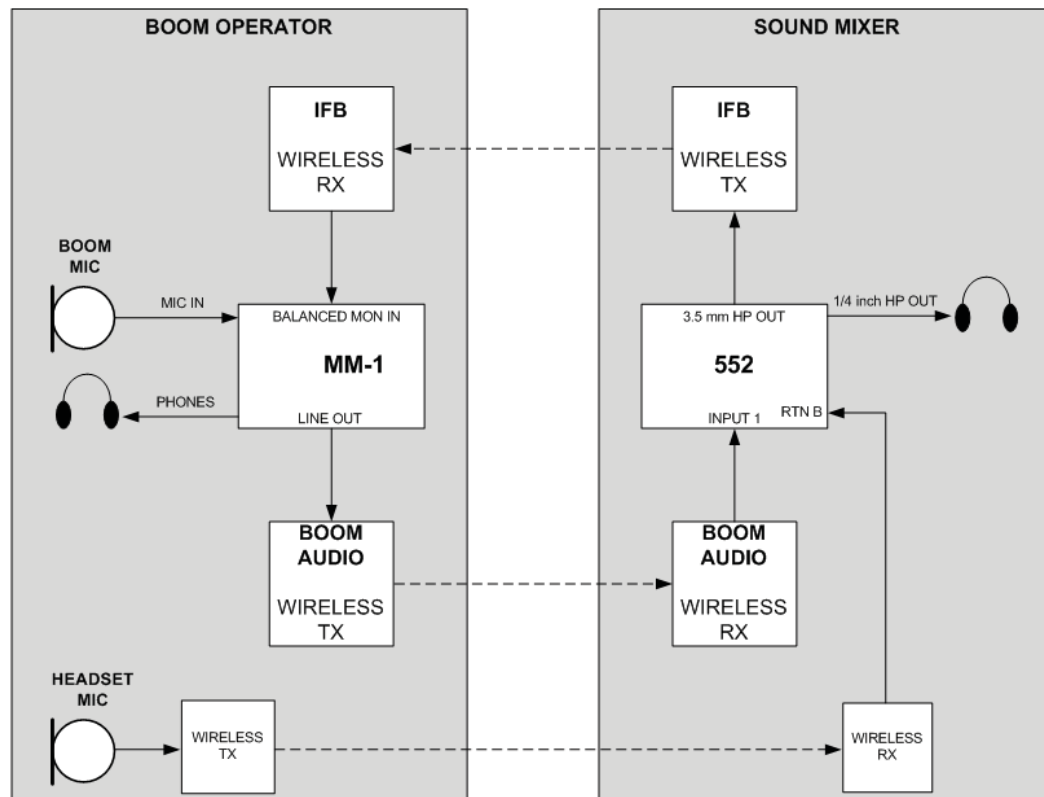 BOOM OPERATOR
IFB
WIRELESS
RX
BOOM
MIC
MIC IN
BALANCED MON IN
MM-1
PHONES
LINE OUT
BOOM
AUDIO
WIRELESS
TX
HEADSET
MIC
WIRELESS
TX
SOUND MIXER
IFB
WIRELESS
TX
3.5 mm HP OUT
1/4 inch HP OUT
552
RTN B
INPUT 1
BOOM
AUDIO
WIRELESS
RX
WIRELESS
RX